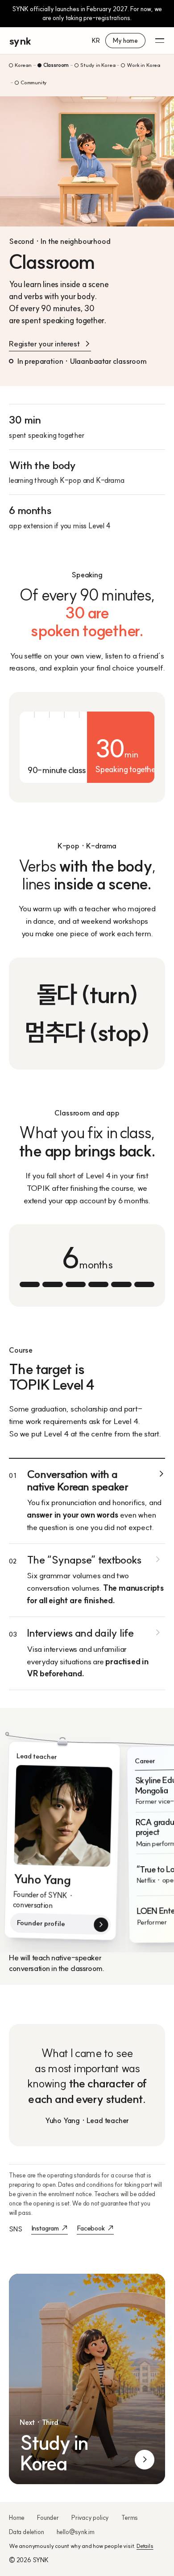 SYNK officially launches in February 2027. For now, we
are only taking pre-registrations.
synk
KR
My home
Korean · Classroom · Study in Korea · Work in Korea
· Community
Second · In the neighbourhood
Classroom
You learn lines inside a scene
and verbs with your body.
Of every 90 minutes, 30
are spent speaking together.
Register your interest
In preparation · Ulaanbaatar classroom
30 min
spent speaking together
With the body
learning through K-pop and K-drama
6 months
app extension if you miss Level 4
Speaking
Of every 90 minutes,
30 are
spoken together.
You settle on your own view, listen to a friend's
reasons, and explain your final choice yourself.
30min
90-minute class
Speaking togethe
K-pop · K-drama
Verbs with the body,
lines inside a scene.
You warm up with a teacher who majored
in dance, and at weekend workshops
you make one piece of work each term.
돌다 (turn)
멈추다 (stop)
Classroom and app
What you fix in class,
the app brings back.
If you fall short of Level 4 in your first
TOPIK after finishing the course, we
extend your app account by 6 months.
6months
Course
The target is
TOPIK Level 4
Some graduation, scholarship and part-
time work requirements ask for Level 4.
So we put Level 4 at the centre from the start.
01
Conversation with a
native Korean speaker
You fix pronunciation and honorifics, and
answer in your own words even when
the question is one you did not expect.
02
The "Synapse" textbooks
Six grammar volumes and two
conversation volumes. The manuscripts
for all eight are finished.
03
Interviews and daily life
Visa interviews and unfamiliar
everyday situations are practised in
VR beforehand.
Lead teacher
Yuho Yang
Founder of SYNK ·
conversation
Founder profile
Career
Skyline Edu
Mongolia
Former vice-
RCA gradu
project
Main perform
"True to Lo
Netflix · ope
LOEN Ente
Performer
He will teach native-speaker
conversation in the classroom.
What I came to see
as most important was
knowing the character of
each and every student.
Yuho Yang · Lead teacher
These are the operating standards for a course that is
preparing to open. Dates and conditions for taking part will
be given in the enrolment notice. Teachers will be added
once the opening is set. We do not guarantee that you
will pass.
SNS
Instagram
Facebook
Next · Third
Study in
Korea
Home
Founder
Privacy policy
Terms
Data deletion
hello@synk.im
We anonymously count why and how people visit. Details
© 2026 SYNK